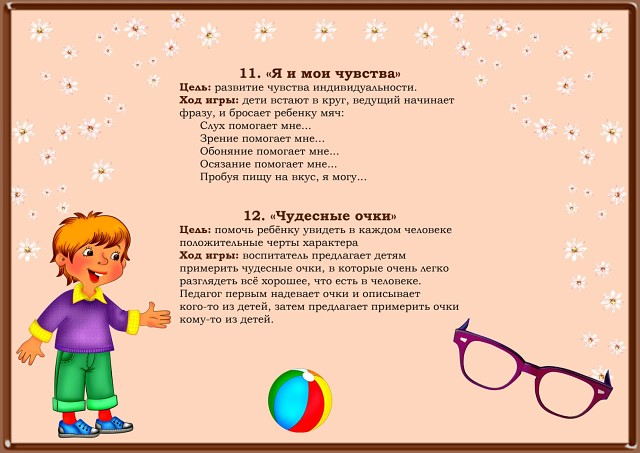 11. «Я и мои чувства»
Цель: развитие чувства индивидуальности.
Ход игры: дети встают в круг, ведущий начинает
фразу, и бросает ребенку мяч:
Слух помогает мне...
Зрение помогает мне...
Обоняние помогает мне...
Осязание помогает мне...
Пробуя пищу на вкус, я могу...
12. «Чудесные очки»
Цель: помочь ребёнку увидеть в каждом человеке
положительные черты характера
Ход игры: воспитатель предлагает детям
примерить чудесные очки, в которые очень легко
разглядеть всё хорошее, что есть в человеке.
Педагог первым надевает очки и описывает
кого-то из детей, затем предлагает примерить очки
кому-то из детей.